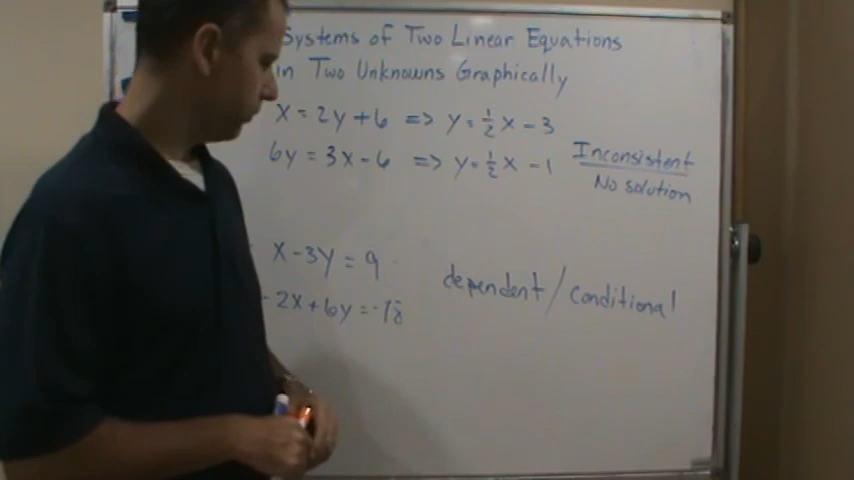 Systems of Two Linear Equations
in Two Unknowns Graphically
x = 2y + 6 => y = 1/2 x - 3
6y = 3x - 6 => y = 1/2 x - 1
Inconsistent
No solution
x - 3y = 9
-2x + 6y = -18
dependent / conditional